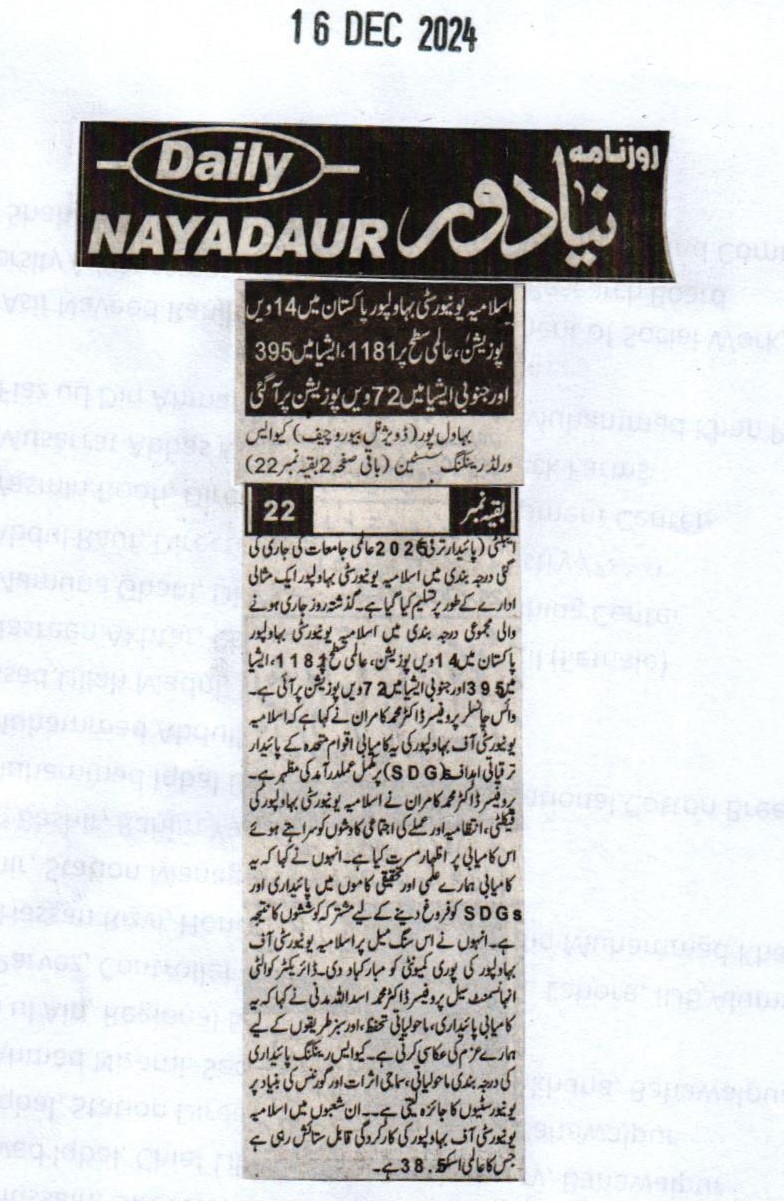 16 DEC 2024
Daily
NAYADAUR
روزنامہ
نیا دور
اسلامیہ یونیورسٹی بہاولپور پاکستان میں 14 ویں
پوزیشن، عالمی سطح پر 1181، ایشیا میں 395
اور جنوبی ایشیا میں 72 ویں پوزیشن پر آ گئی
بہاول پور (ڈویژنل بیورو چیف) کیو ایس
ورلڈ رینکنگ سسٹین (باقی صفحہ 2 بقیہ نمبر 22)
بقیہ نمبر 22
ابیلٹی (پائیدار ترقی) 2025 عالمی جامعات کی جاری کی
گئی درجہ بندی میں اسلامیہ یونیورسٹی بہاولپور ایک مثالی
ادارے کے طور پر تسلیم کیا گیا ہے۔ گذشتہ روز جاری ہونے
والی مجموعی درجہ بندی میں اسلامیہ یونیورسٹی بہاولپور
پاکستان میں 14 ویں پوزیشن، عالمی سطح 1181، ایشیا
میں 395 اور جنوبی ایشیا میں 72 ویں پوزیشن پر آئی ہے۔
وائس چانسلر پروفیسر ڈاکٹر محمد کامران نے کہا ہے کہ اسلامیہ
یونیورسٹی آف بہاولپور کی یہ کامیابی اقوام متحدہ کے پائیدار
ترقیاتی اہداف (SDGs) پر مکمل عملدرآمد کی مظہر ہے۔
پروفیسر ڈاکٹر محمد کامران نے اسلامیہ یونیورسٹی بہاولپور کی
فیکلٹی، انتظامیہ اور عملے کی اجتماعی کاوشوں کو سراہتے ہوئے
اس کامیابی پر اظہار مسرت کیا ہے۔ انہوں نے کہا کہ یہ
کامیابی ہمارے علمی اور تحقیقی کاموں میں پائیداری اور
SDGs کو فروغ دینے کے لیے مشترکہ کوششوں کا نتیجہ
ہے۔ انہوں نے اس سنگ میل پر اسلامیہ یونیورسٹی آف
بہاولپور کی پوری کمیونٹی کو مبارکباد دی۔ ڈائریکٹر کوالٹی
انہانسمنٹ سیل پروفیسر ڈاکٹر محمد اسد اللہ مدنی نے کہا کہ یہ
کامیابی پائیداری، ماحولیاتی تحفظ، اور سبز طریقوں کے لیے
ہمارے عزم کی عکاسی کرتی ہے۔ کیو ایس رینکنگ پائیداری
کی درجہ بندی ماحولیاتی، سماجی اثرات اور گورننس کی بنیاد پر
یونیورسٹیوں کا جائزہ لیتی ہے۔۔ ان شعبوں میں اسلامیہ
یونیورسٹی آف بہاولپور کی کارکردگی قابل ستائش رہی ہے
جس کا عالمی اسکور 38.5 ہے۔